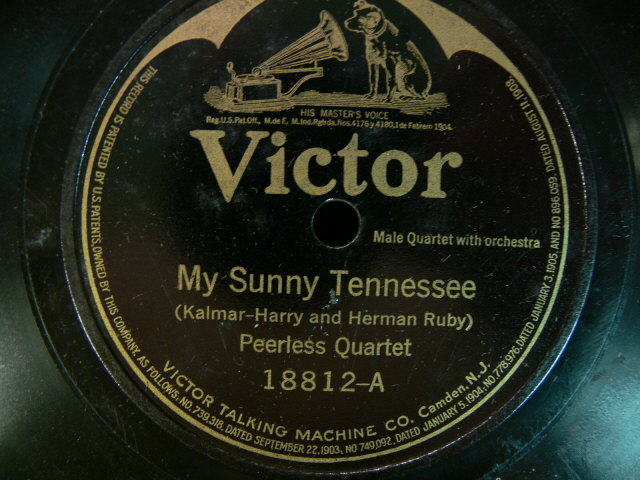 HIS MASTER'S VOICE
Reg.U.S.Pat.Off., M.de F. M.Ind.Rgtrda.Nos.4176 y 4180,1 de Febrero 1904.
Victor
Male Quartet with orchestra
My Sunny Tennessee
(Kalmar-Harry and Herman Ruby)
Peerless Quartet
18812-A
VICTOR TALKING MACHINE CO. Camden, N.J.
THIS RECORD IS PATENTED BY U.S. PATENTS, OWNED BY THIS COMPANY, AS FOLLOWS: NO.739,318, DATED SEPTEMBER 22, 1903, NO 749,092, DATED JANUARY 5, 1904, NO.778,976, DATED JANUARY 3, 1905, AND NO 896,059, DATED AUGUST 11, 1908.